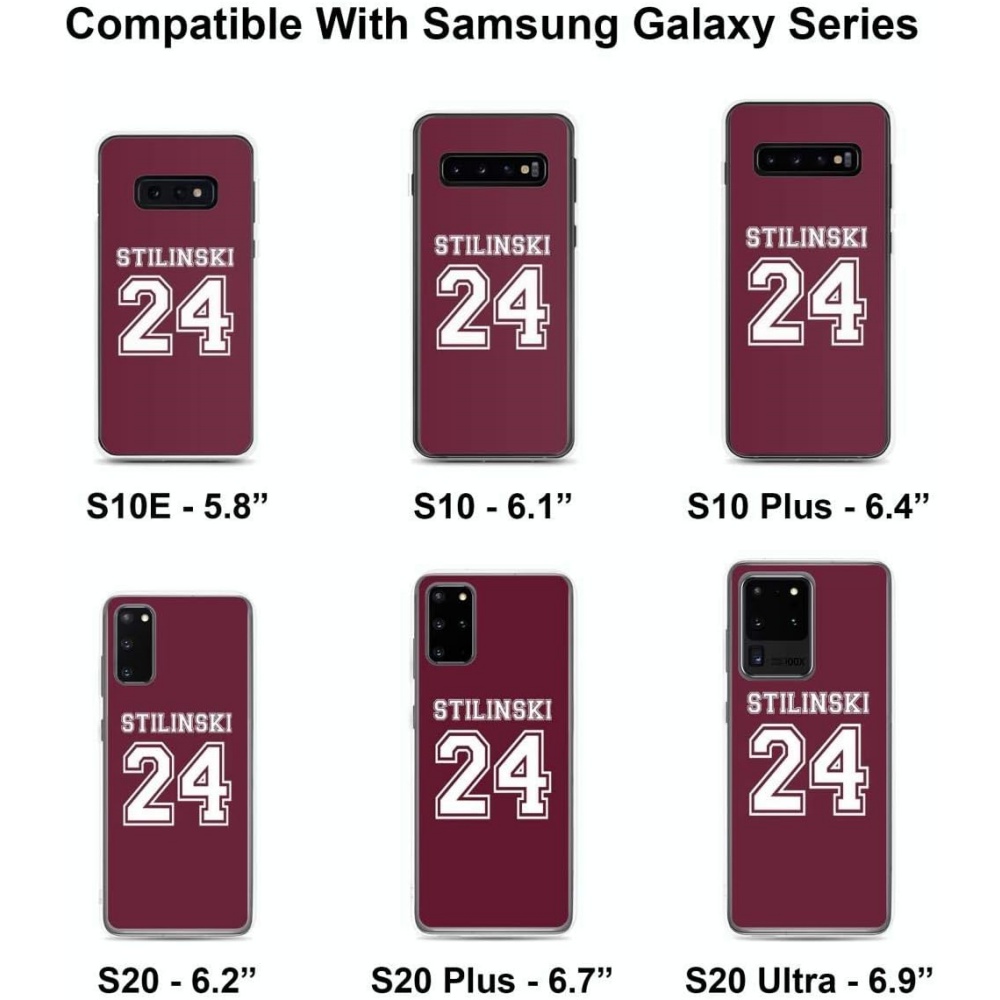 Compatible With Samsung Galaxy Series
STILINSKI
24
STILINSKI
24
STILINSKI
24
S10E - 5.8”
S10 - 6.1”
S10 Plus - 6.4”
STILINSKI
24
STILINSKI
24
STILINSKI
24
100X
S20 - 6.2”
S20 Plus - 6.7”
S20 Ultra - 6.9”